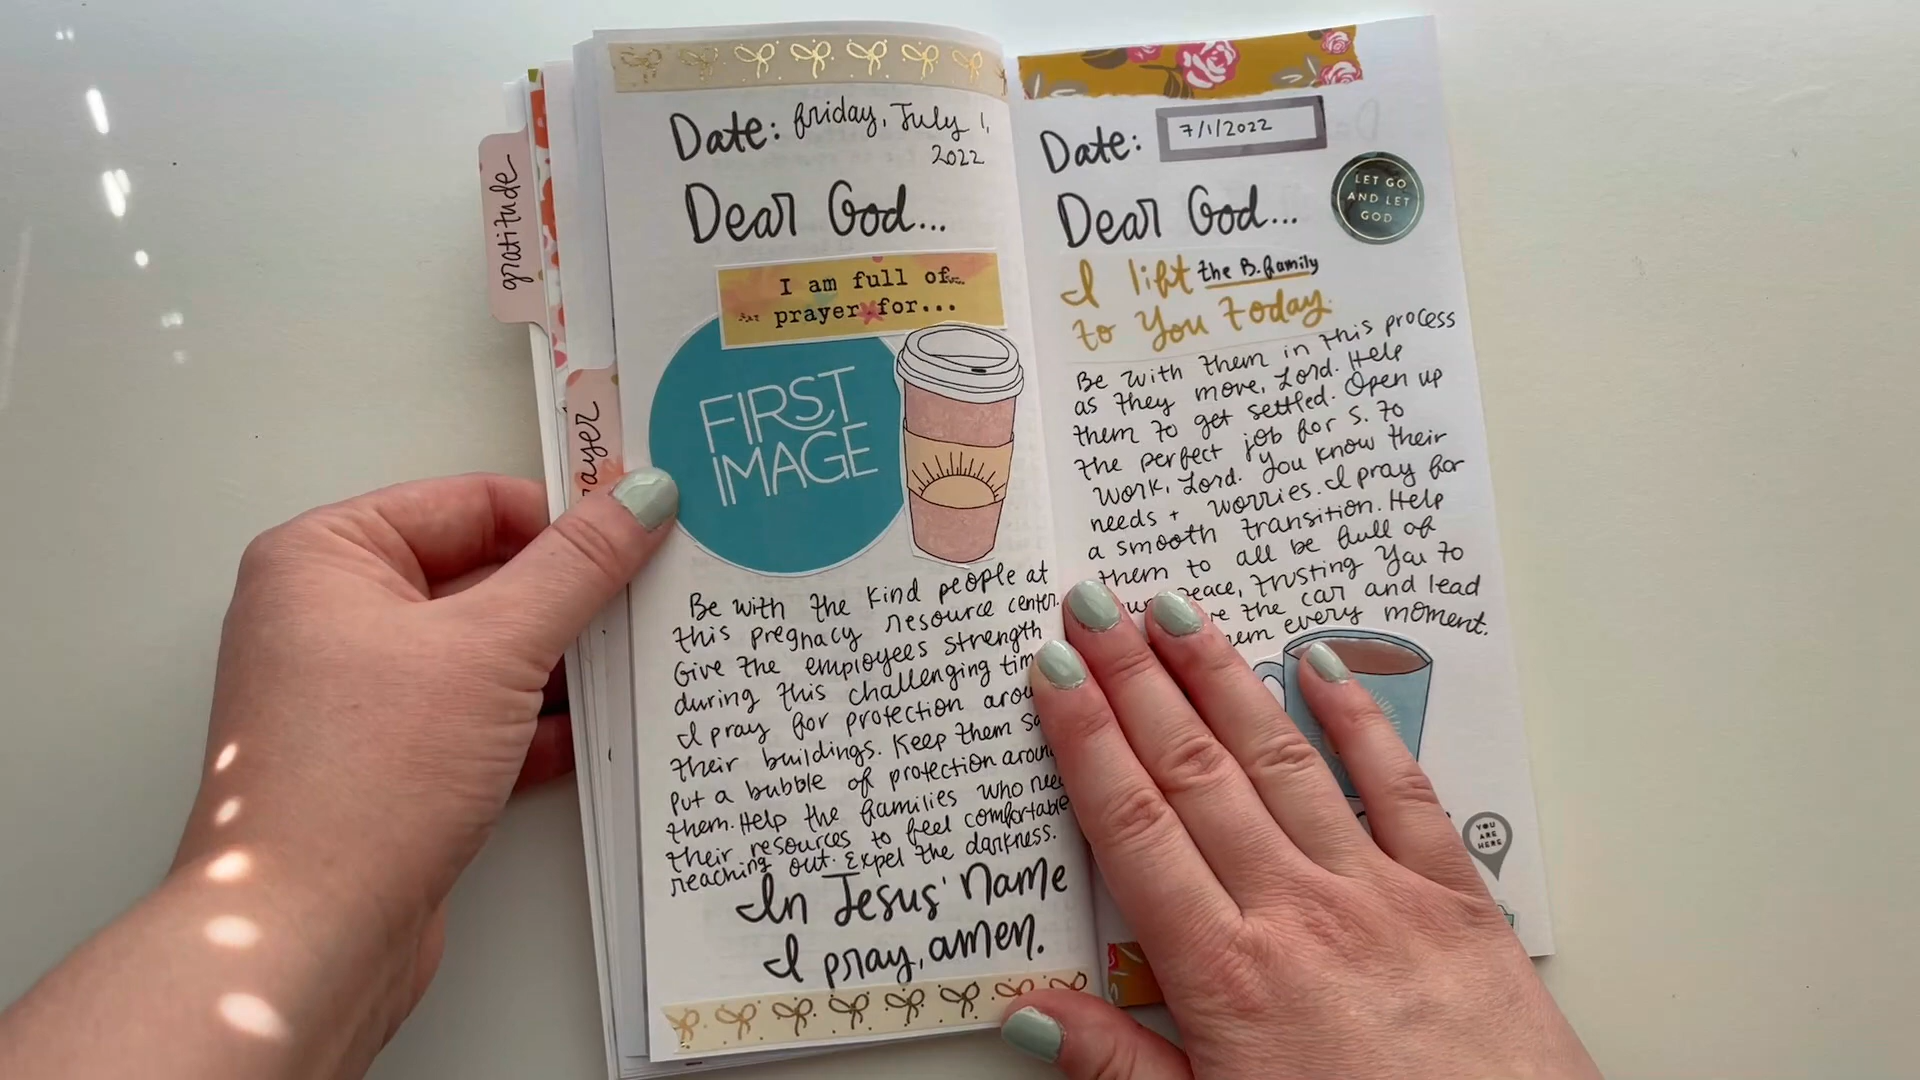 gratitude
Date: friday, July 1,
2022
Dear God...
I am full of...
prayer for...
FIRST
IMAGE
Be with the kind people at
this pregnancy resource center.
Give the employees strength
during this challenging
I pray for protection
their buildings. Keep them
Put a bubble of protection
them. Help the families who
their resources to feel comfortable
reaching out. Expel the darkness.
In Jesus' name
I pray, amen.
Date: 7/1/2022
Dear God...
LET GO
AND LET
GOD
I lift the B. family
to You today.
Be with them in this process
as they move, Lord. Help
them to get settled. Open up
the perfect job for S. to
work, Lord. You know their
needs + worries. I pray for
a smooth transition. Help
them to all be full of
trusting You to
the car and lead
every moment.
YOU
ARE
HERE